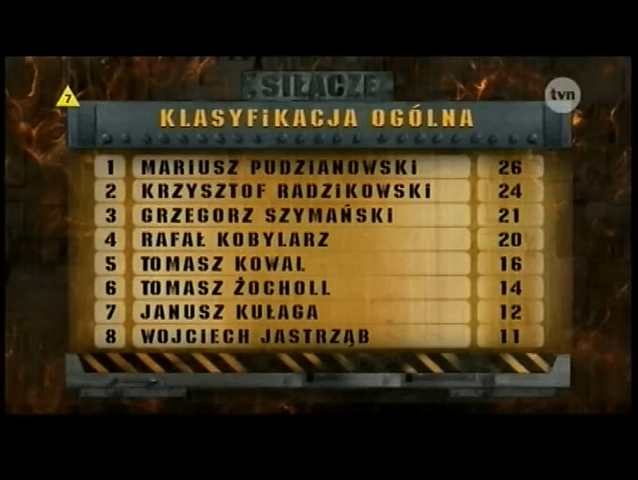 SIŁACZE
7
tvn
KLASYFiKACJA OGÓLNA
1 MARIUSZ PUDZIANOWSKi 26
2 KRZYSZTOF RADZiKOWSKi 24
3 GRZEGORZ SZYMAŃSKi 21
4 RAFAŁ KOBYLARZ 20
5 TOMASZ KOWAL 16
6 TOMASZ ŻOCHOLL 14
7 JANUSZ KUŁAGA 12
8 WOJCiECH JASTRZĄB 11